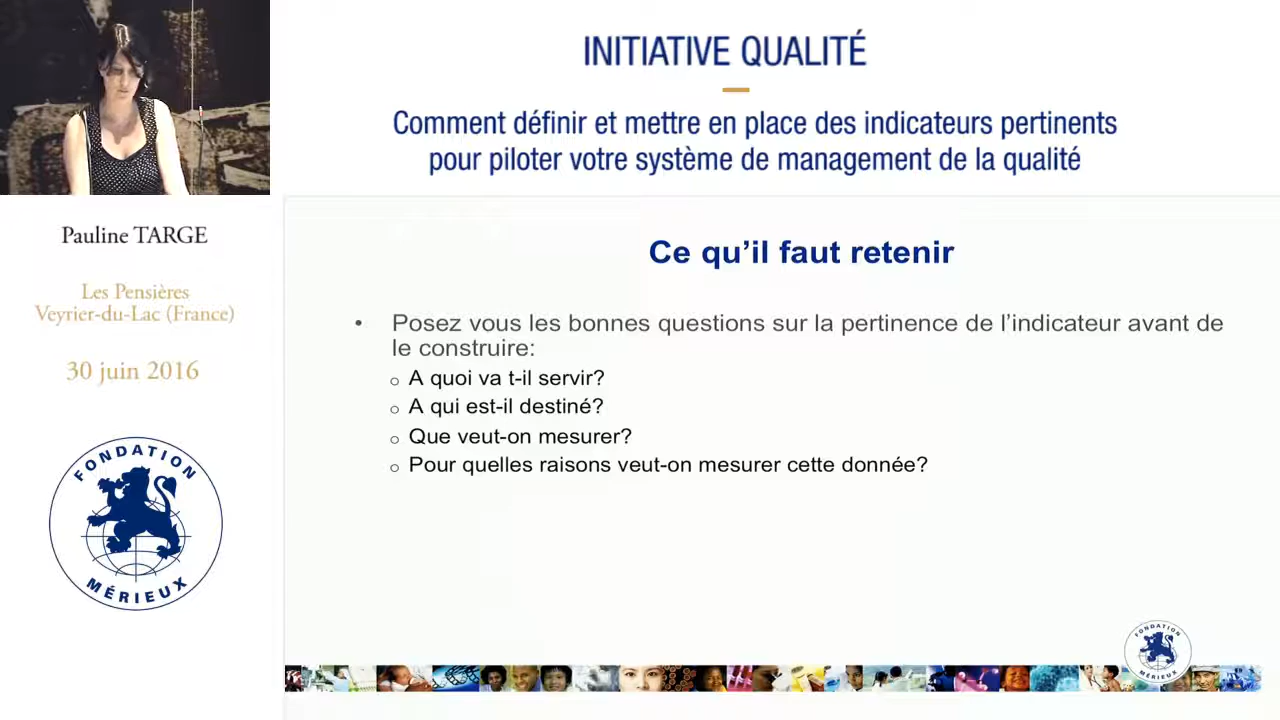 INITIATIVE QUALITÉ
Comment définir et mettre en place des indicateurs pertinents
pour piloter votre système de management de la qualité
Pauline TARGE
Les Pensières
Veyrier-du-Lac (France)
30 juin 2016
FONDATION
MÉRIEUX
Ce qu’il faut retenir
• Posez vous les bonnes questions sur la pertinence de l’indicateur avant de
le construire:
o A quoi va t-il servir?
o A qui est-il destiné?
o Que veut-on mesurer?
o Pour quelles raisons veut-on mesurer cette donnée?
FONDATION
MÉRIEUX